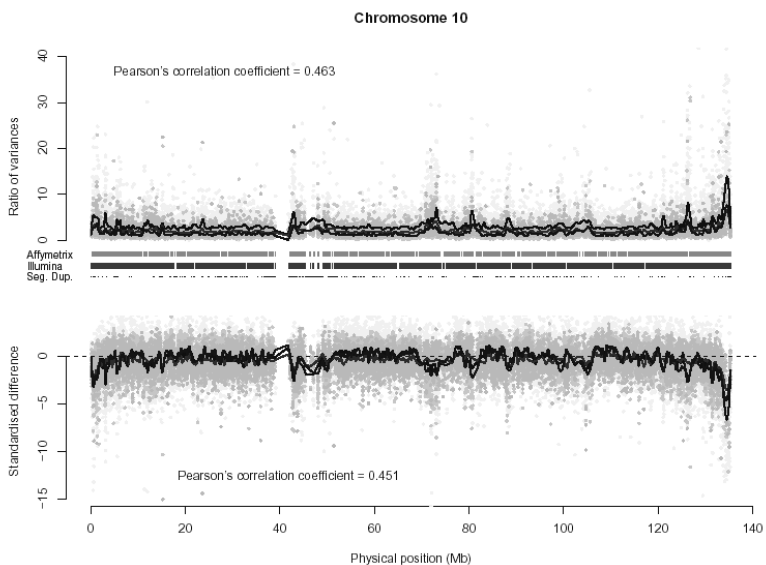 Chromosome 10
Pearson's correlation coefficient = 0.463
Ratio of variances
40
30
20
10
0
Affymetrix
Illumina
Seg. Dup.
Standardised difference
0
−5
−10
−15
Pearson's correlation coefficient = 0.451
0 20 40 60 80 100 120 140
Physical position (Mb)